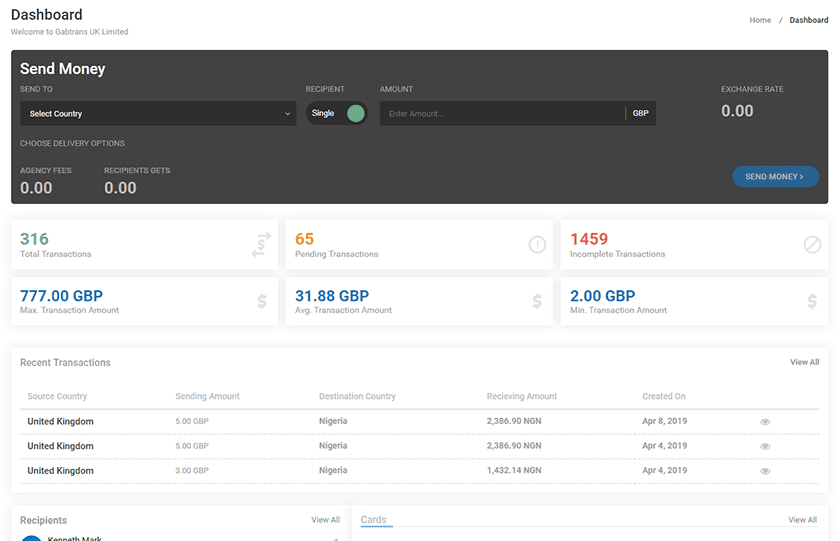 Dashboard
Welcome to Gabtrans UK Limited
Home / Dashboard
Send Money
SEND TO
RECIPIENT
AMOUNT
EXCHANGE RATE
Select Country
Single
Enter Amount...
GBP
0.00
CHOOSE DELIVERY OPTIONS
AGENCY FEES
RECIPIENTS GETS
0.00
0.00
SEND MONEY >
316
Total Transactions
65
Pending Transactions
1459
Incomplete Transactions
777.00 GBP
Max. Transaction Amount
31.88 GBP
Avg. Transaction Amount
2.00 GBP
Min. Transaction Amount
Recent Transactions
View All
Source Country Sending Amount Destination Country Recieving Amount Created On
United Kingdom 5.00 GBP Nigeria 2,386.90 NGN Apr 8, 2019
United Kingdom 5.00 GBP Nigeria 2,386.90 NGN Apr 4, 2019
United Kingdom 3.00 GBP Nigeria 1,432.14 NGN Apr 4, 2019
Recipients
View All
Cards
View All
Kenneth Mark